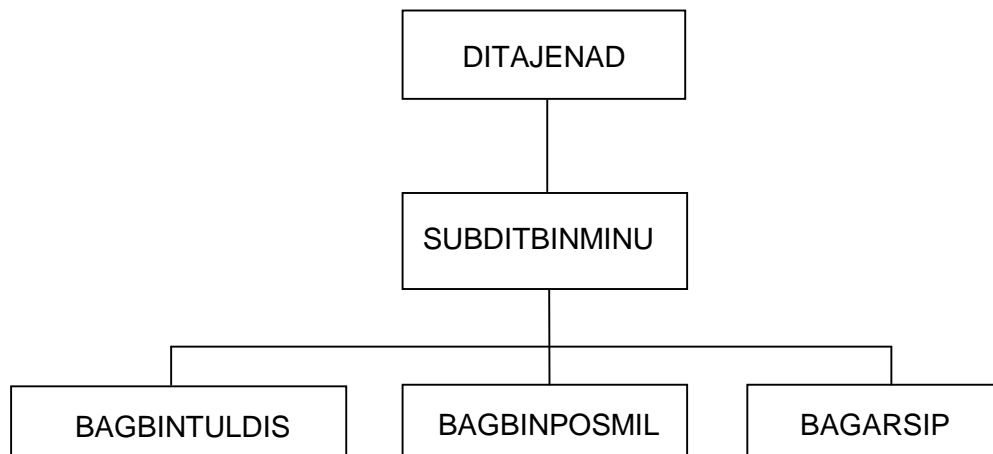 DITAJENAD
SUBDITBINMINU
BAGBINTULDIS
BAGBINPOSMIL
BAGARSIP